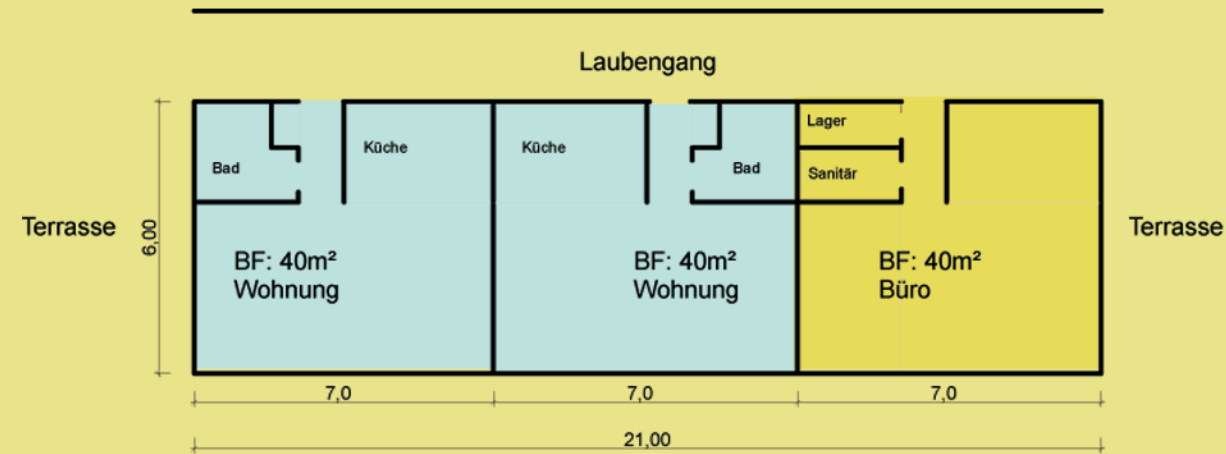 Laubengang
Lager
Küche
Küche
Bad
Bad
Sanitär
Terrasse
Terrasse
6,00
BF: 40m²
Wohnung
BF: 40m²
Wohnung
BF: 40m²
Büro
7,0
7,0
7,0
21,00